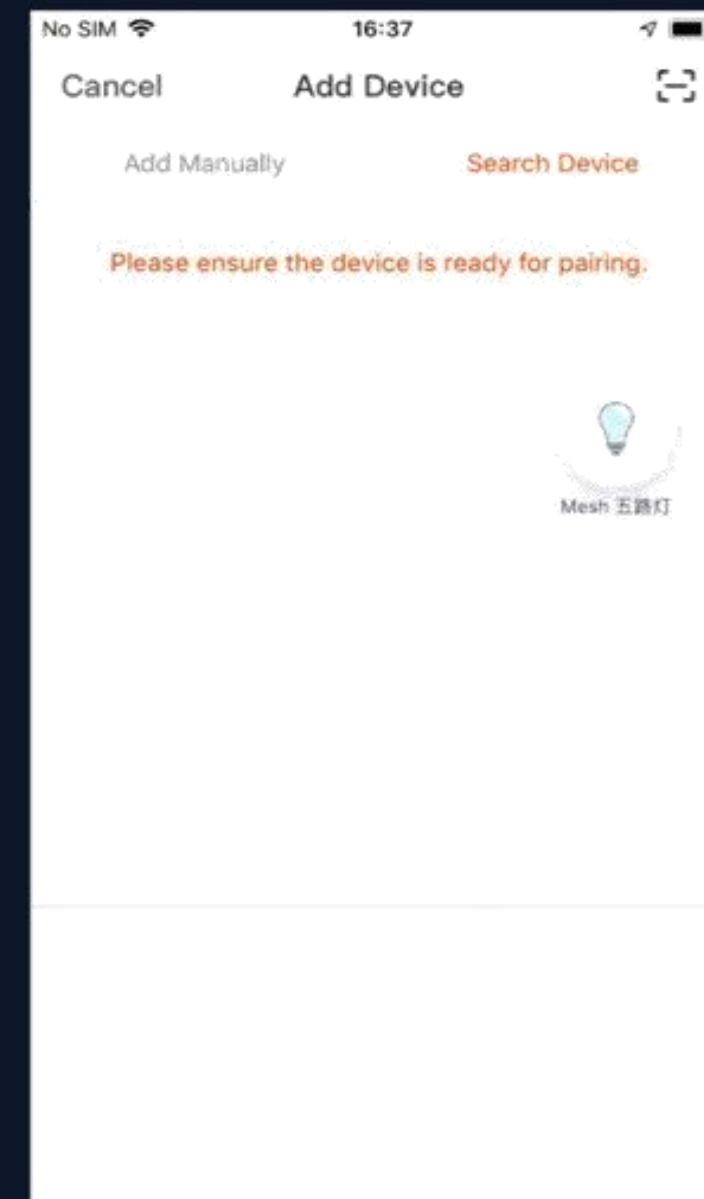 No SIM 16:37
Cancel Add Device
Add Manually Search Device
Please ensure the device is ready for pairing.
Mesh 五路灯